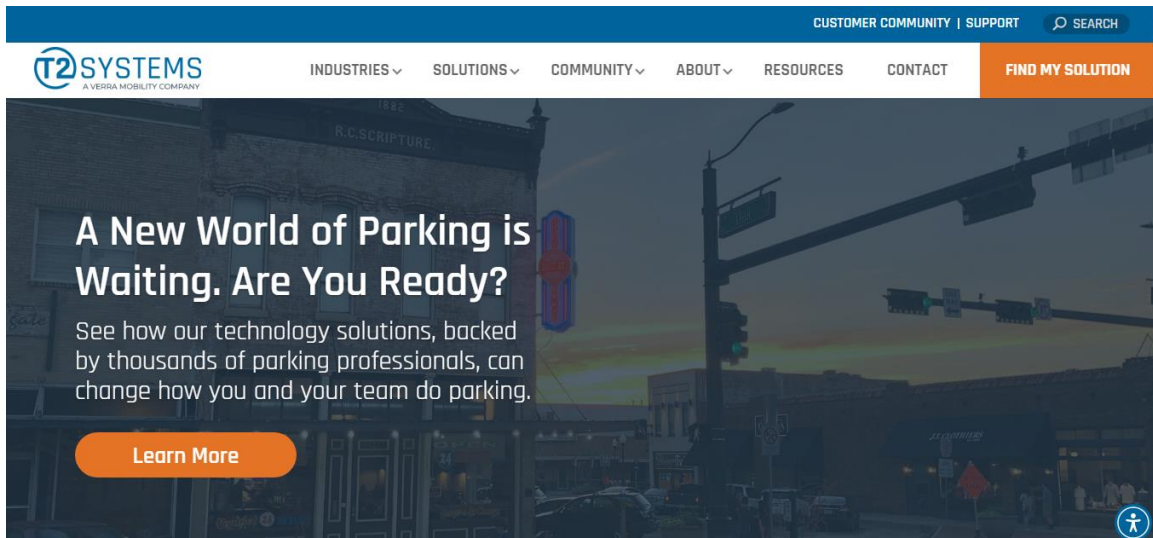 CUSTOMER COMMUNITY | SUPPORT
SEARCH
T2 SYSTEMS
A VERRA MOBILITY COMPANY
INDUSTRIES
SOLUTIONS
COMMUNITY
ABOUT
RESOURCES
CONTACT
FIND MY SOLUTION
1882
R.C.SCRIPTURE.
A New World of Parking is
Waiting. Are You Ready?
See how our technology solutions, backed
by thousands of parking professionals, can
change how you and your team do parking.
Learn More
OPEN
24